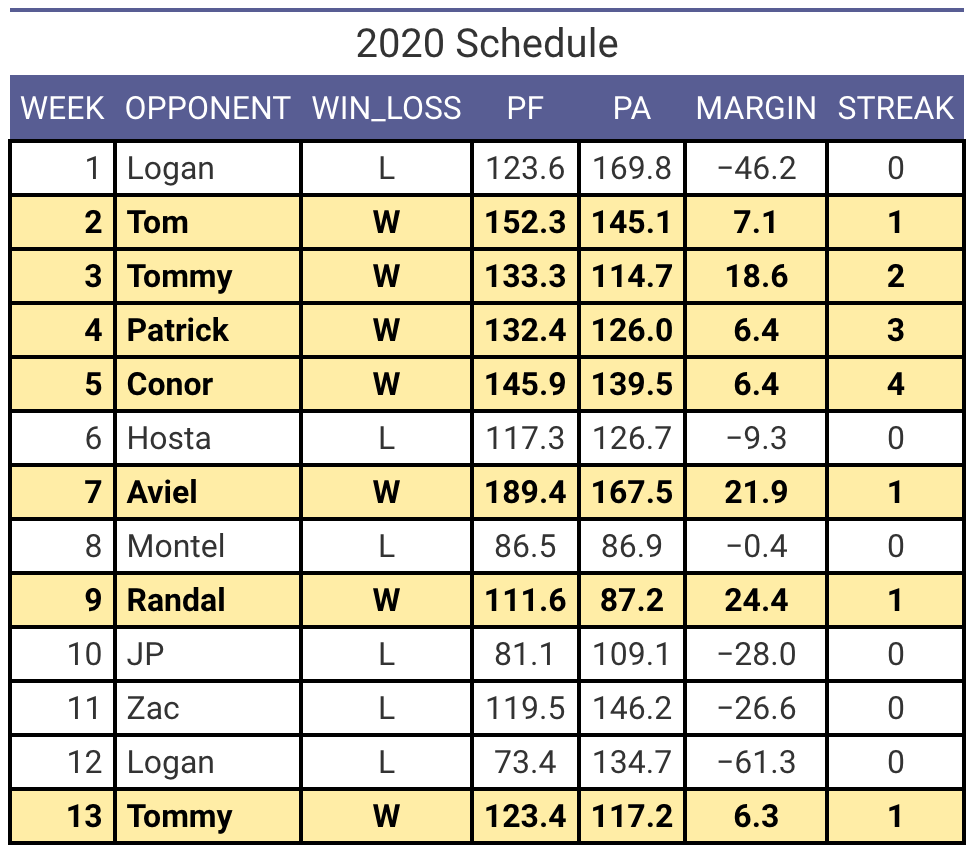 2020 Schedule
WEEK OPPONENT WIN_LOSS PF PA MARGIN STREAK
1 Logan L 123.6 169.8 −46.2 0
2 Tom W 152.3 145.1 7.1 1
3 Tommy W 133.3 114.7 18.6 2
4 Patrick W 132.4 126.0 6.4 3
5 Conor W 145.9 139.5 6.4 4
6 Hosta L 117.3 126.7 −9.3 0
7 Aviel W 189.4 167.5 21.9 1
8 Montel L 86.5 86.9 −0.4 0
9 Randal W 111.6 87.2 24.4 1
10 JP L 81.1 109.1 −28.0 0
11 Zac L 119.5 146.2 −26.6 0
12 Logan L 73.4 134.7 −61.3 0
13 Tommy W 123.4 117.2 6.3 1